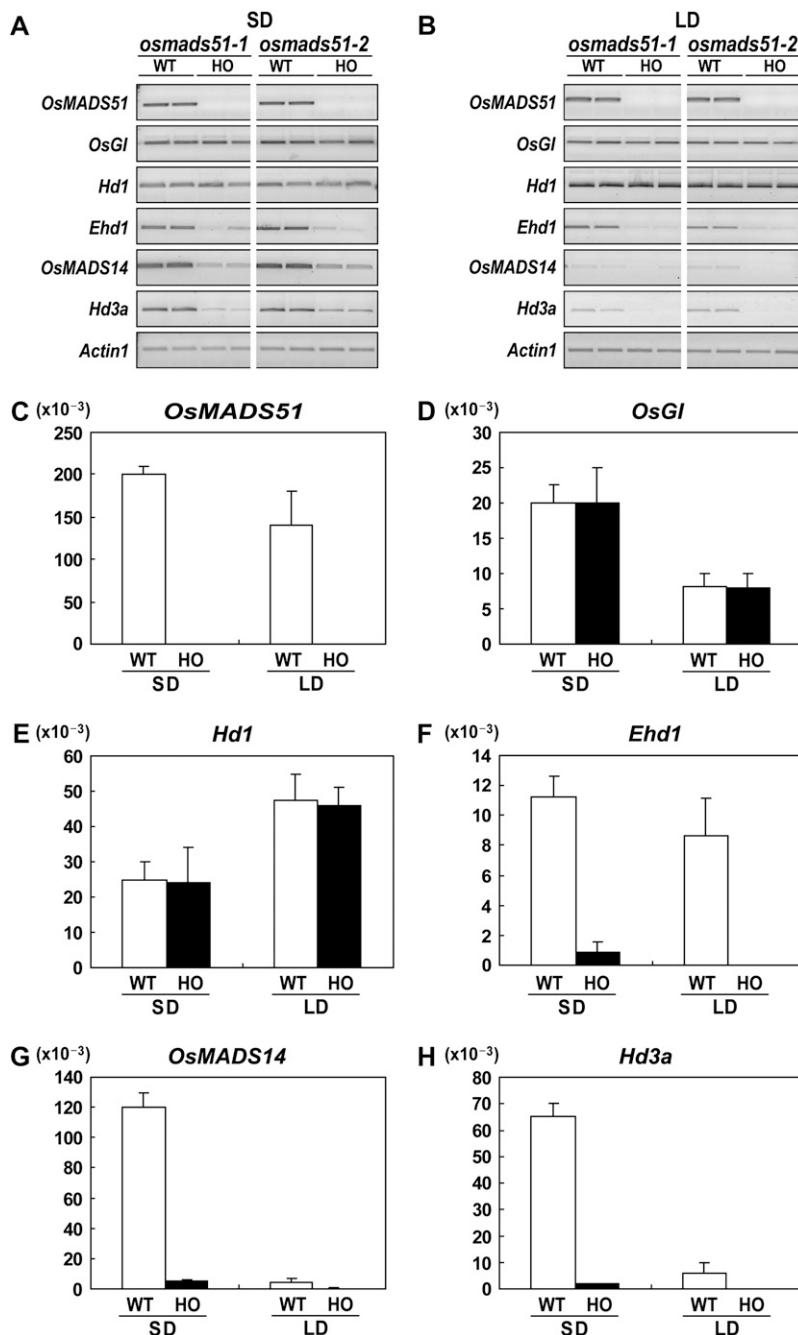 A SD
osmads51-1 osmads51-2
WT HO WT HO
OsMADS51
OsGI
Hd1
Ehd1
OsMADS14
Hd3a
Actin1
B LD
osmads51-1 osmads51-2
WT HO WT HO
OsMADS51
OsGI
Hd1
Ehd1
OsMADS14
Hd3a
Actin1
C (x10⁻³) OsMADS51
250
200
150
100
50
0
WT HO WT HO
SD LD
D (x10⁻³) OsGI
30
25
20
15
10
5
0
WT HO WT HO
SD LD
E (x10⁻³) Hd1
60
50
40
30
20
10
0
WT HO WT HO
SD LD
F (x10⁻³) Ehd1
14
12
10
8
6
4
2
0
WT HO WT HO
SD LD
G (x10⁻³) OsMADS14
140
120
100
80
60
40
20
0
WT HO WT HO
SD LD
H (x10⁻³) Hd3a
80
70
60
50
40
30
20
10
0
WT HO WT HO
SD LD